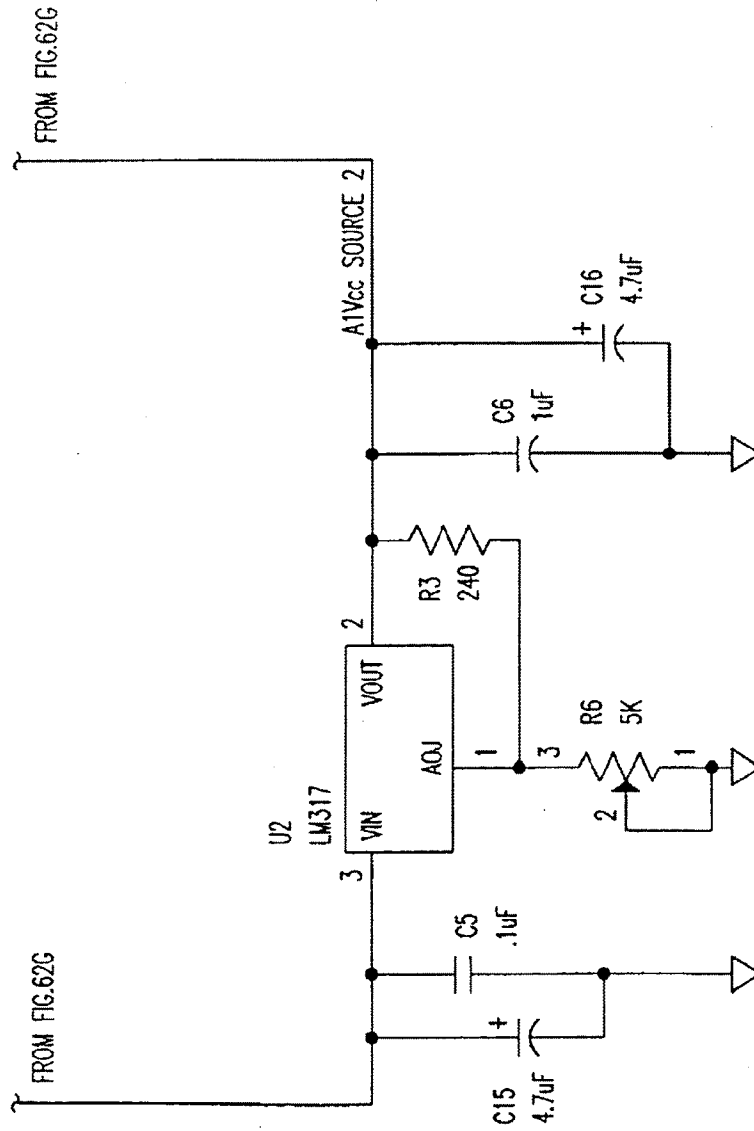 FROM FIG.62G
FROM FIG.62G
A1Vcc SOURCE 2
U2
LM317
3
VIN
VOUT
2
AOJ
1
R3
240
C6
1uF
C16
4.7uF
+
C15
4.7uF
+
C5
.1uF
3
R6
5K
2
1